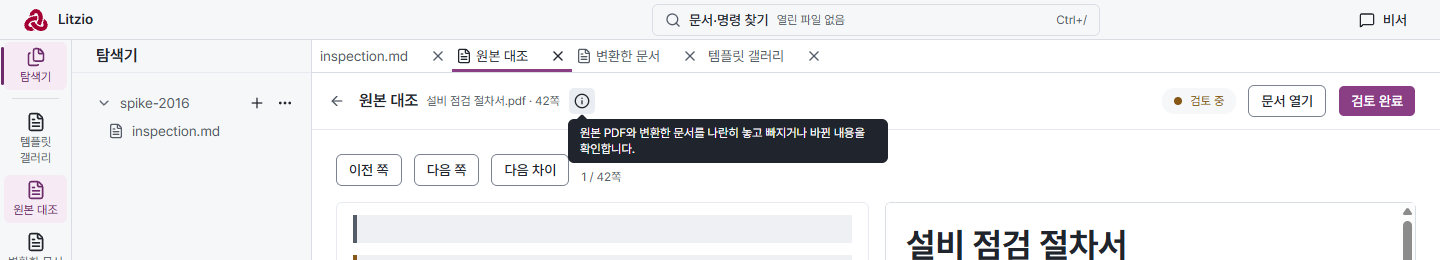 Litzio
문서·명령 찾기 열린 파일 없음 Ctrl+/
비서
탐색기
템플릿
갤러리
원본 대조
변환한 문서
탐색기
spike-2016
inspection.md
inspection.md
원본 대조
변환한 문서
템플릿 갤러리
원본 대조 설비 점검 절차서.pdf · 42쪽
검토 중
문서 열기
검토 완료
원본 PDF와 변환한 문서를 나란히 놓고 빠지거나 바뀐 내용을
확인합니다.
이전 쪽
다음 쪽
다음 차이
1 / 42쪽
설비 점검 절차서